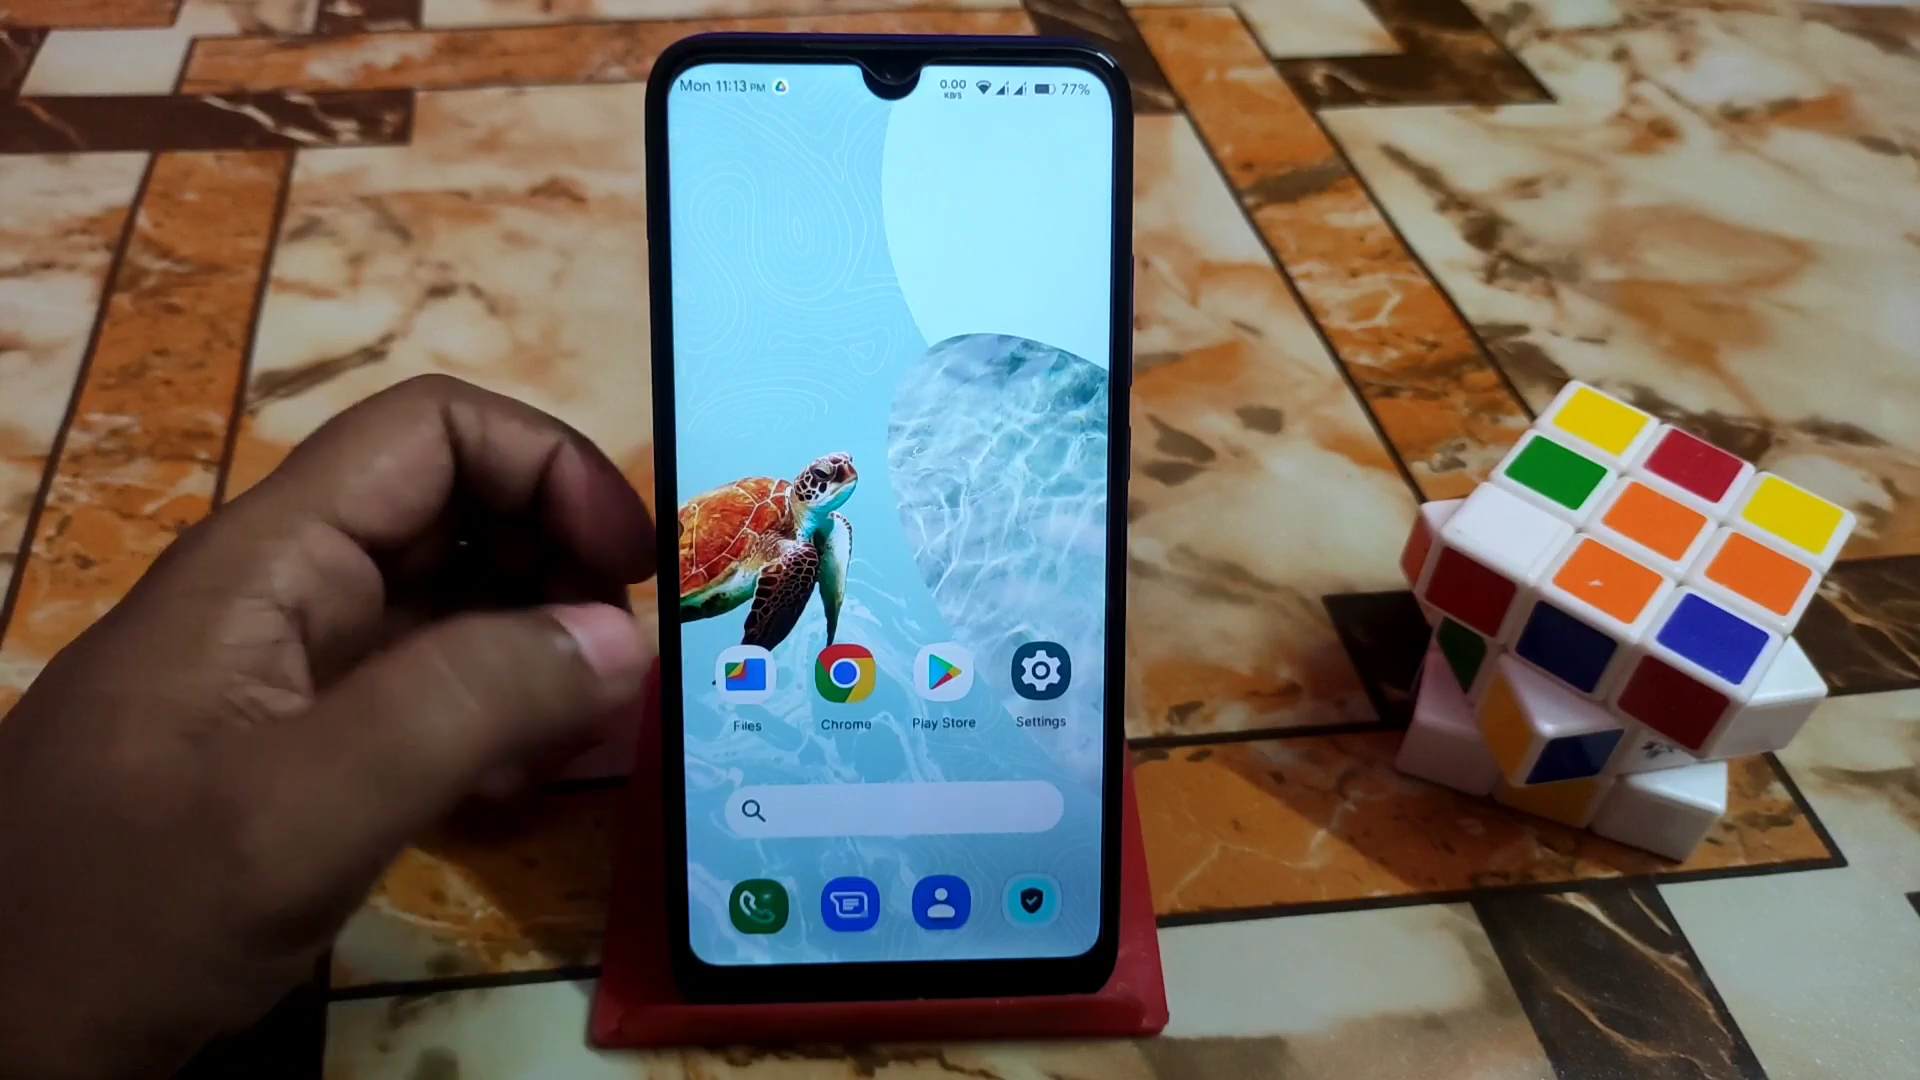 Mon 11:13 PM
0.00
KB/S
77%
Files
Chrome
Play Store
Settings